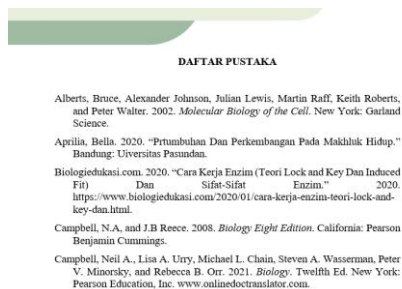 DAFTAR PUSTAKA
Alberts, Bruce, Alexander Johnson, Julian Lewis, Martin Raff, Keith Roberts,
and Peter Walter. 2002. Molecular Biology of the Cell. New York: Garland
Science.
Aprilia, Bella. 2020. “Prtumbuhan Dan Perkembangan Pada Makhluk Hidup.”
Bandung: Uiversitas Pasundan.
Biologiedukasi.com. 2020. “Cara Kerja Enzim (Teori Lock and Key Dan Induced
Fit) Dan Sifat-Sifat Enzim.” 2020.
https://www.biologiedukasi.com/2020/01/cara-kerja-enzim-teori-lock-and-
key-dan.html.
Campbell, N.A, and J.B Reece. 2008. Biology Eight Edition. California: Pearson
Benjamin Cummings.
Campbell, Neil A., Lisa A. Urry, Michael L. Chain, Steven A. Wasserman, Peter
V. Minorsky, and Rebecca B. Orr. 2021. Biology. Twelfth Ed. New York:
Pearson Education, Inc. www.onlinedoctranslator.com.